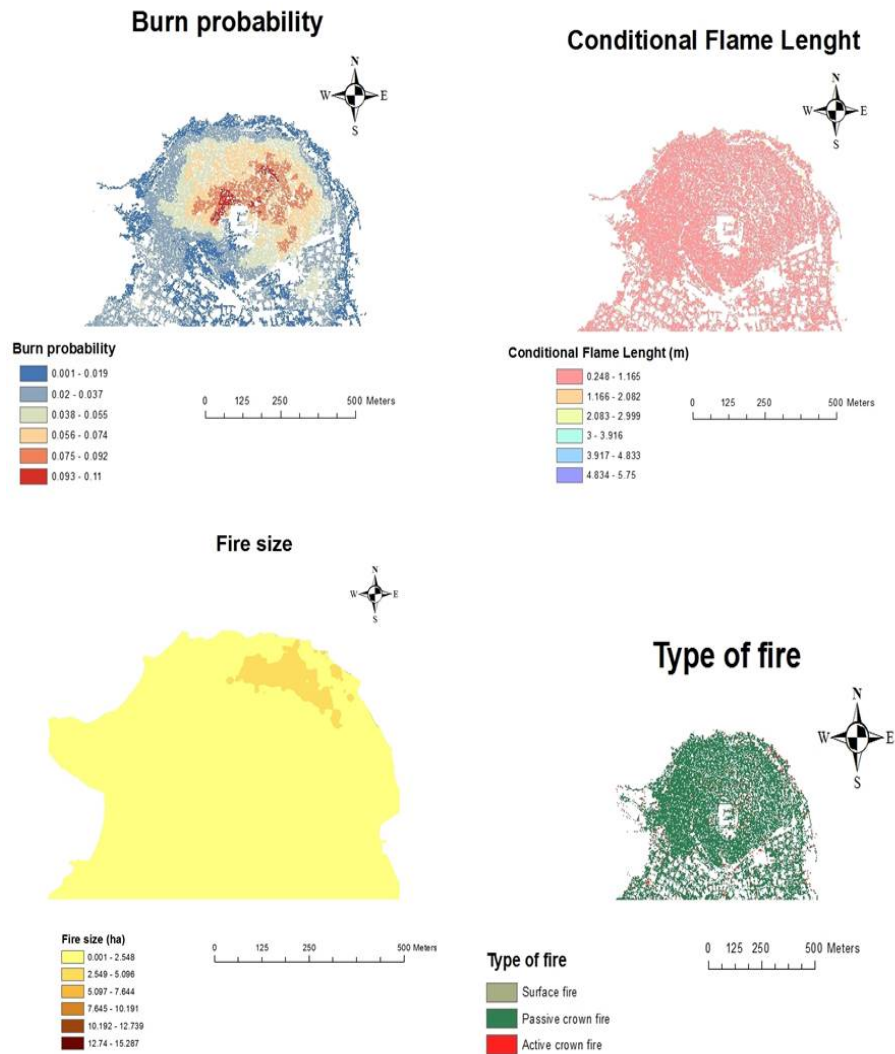 Burn probability
N
W E
S
Burn probability
0.001 - 0.019
0.02 - 0.037
0.038 - 0.055
0.056 - 0.074
0.075 - 0.092
0.093 - 0.11
0 125 250 500 Meters
Conditional Flame Lenght
N
W E
S
Conditional Flame Lenght (m)
0.248 - 1.165
1.166 - 2.082
2.083 - 2.999
3 - 3.916
3.917 - 4.833
4.834 - 5.75
0 125 250 500 Meters
Fire size
N
W E
S
Fire size (ha)
0.001 - 2.548
2.549 - 5.096
5.097 - 7.644
7.645 - 10.191
10.192 - 12.739
12.74 - 15.287
0 125 250 500 Meters
Type of fire
N
W E
S
Type of fire
Surface fire
Passive crown fire
Active crown fire
0 125 250 500 Meters